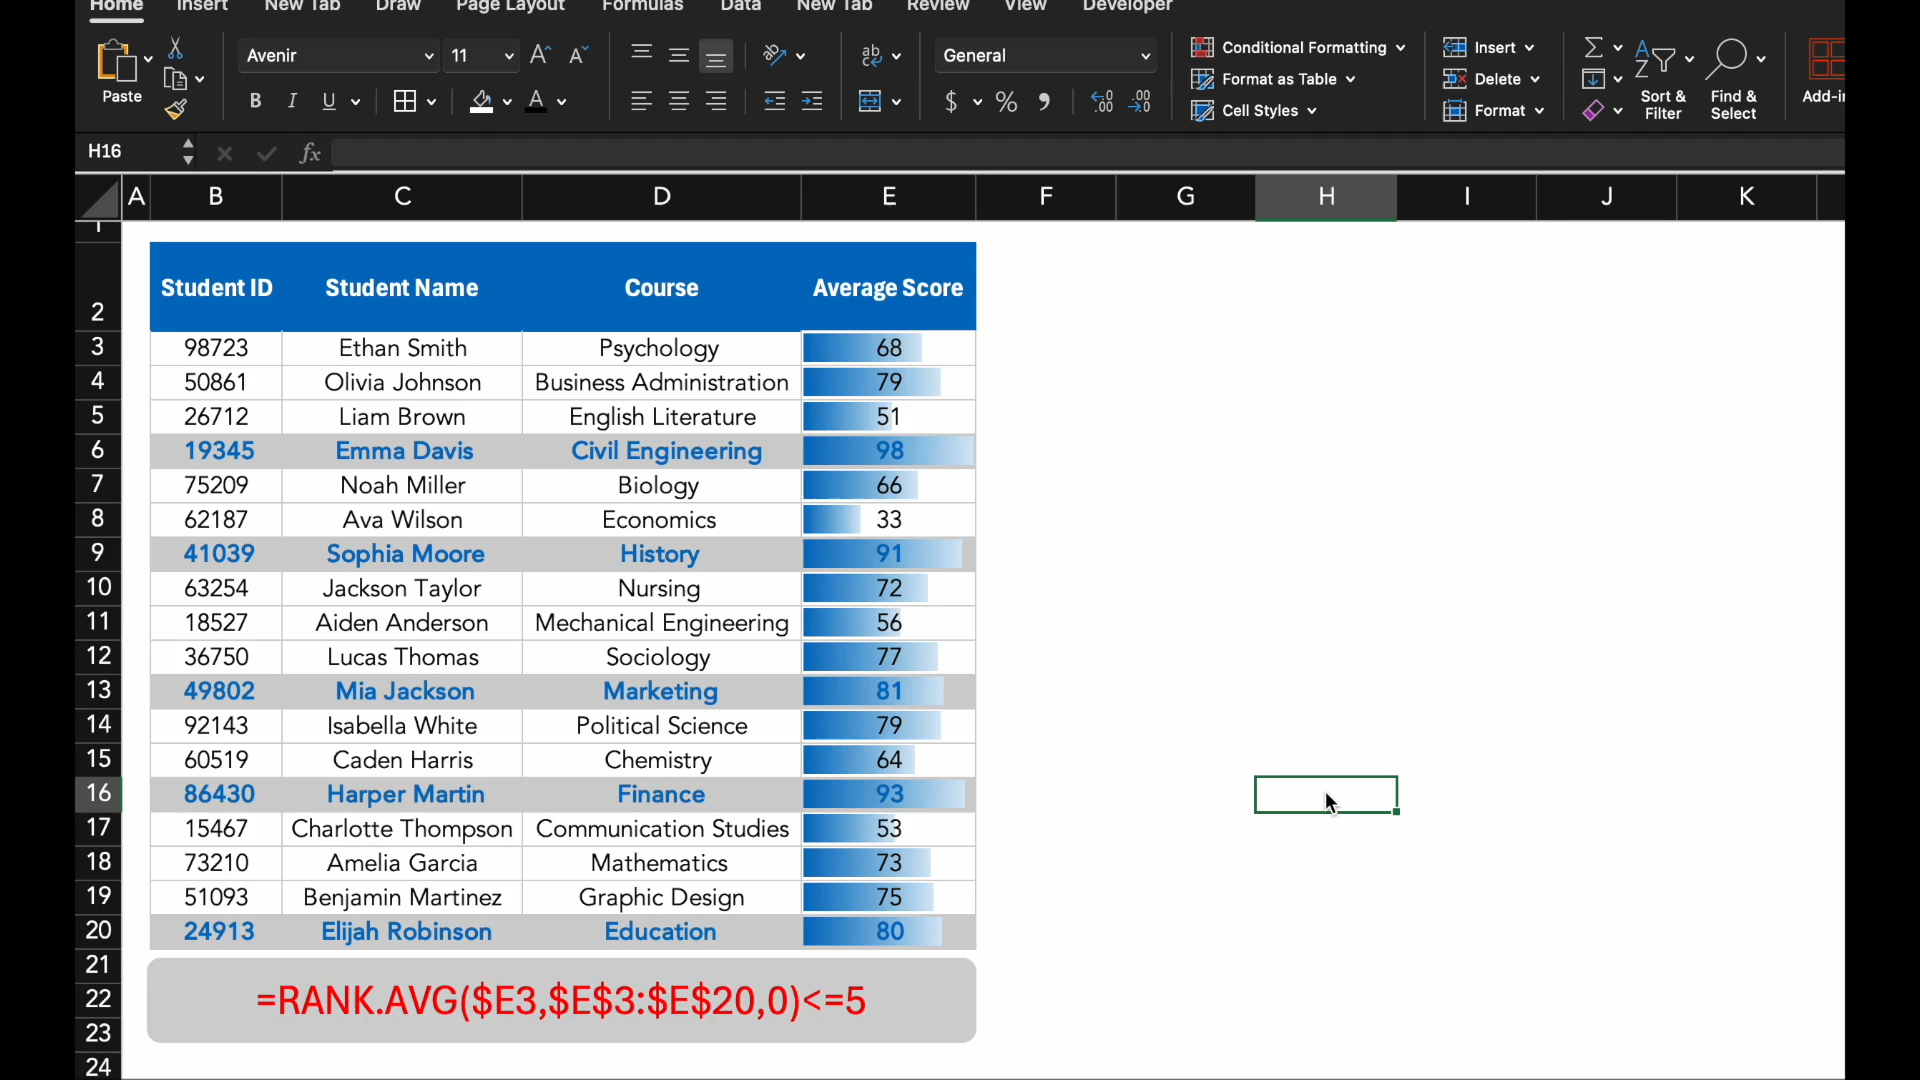 Home Insert New Tab Draw Page Layout Formulas Data New Tab Review View Developer
Avenir 11 General Conditional Formatting Insert
Format as Table Delete
Paste B I U A $ % Cell Styles Format Sort & Filter Find & Select
H16 fx
A B C D E F G H I J K
1
2 Student ID Student Name Course Average Score
3 98723 Ethan Smith Psychology 68
4 50861 Olivia Johnson Business Administration 79
5 26712 Liam Brown English Literature 51
6 19345 Emma Davis Civil Engineering 98
7 75209 Noah Miller Biology 66
8 62187 Ava Wilson Economics 33
9 41039 Sophia Moore History 91
10 63254 Jackson Taylor Nursing 72
11 18527 Aiden Anderson Mechanical Engineering 56
12 36750 Lucas Thomas Sociology 77
13 49802 Mia Jackson Marketing 81
14 92143 Isabella White Political Science 79
15 60519 Caden Harris Chemistry 64
16 86430 Harper Martin Finance 93
17 15467 Charlotte Thompson Communication Studies 53
18 73210 Amelia Garcia Mathematics 73
19 51093 Benjamin Martinez Graphic Design 75
20 24913 Elijah Robinson Education 80
21
22 =RANK.AVG($E3,$E$3:$E$20,0)<=5
23
24